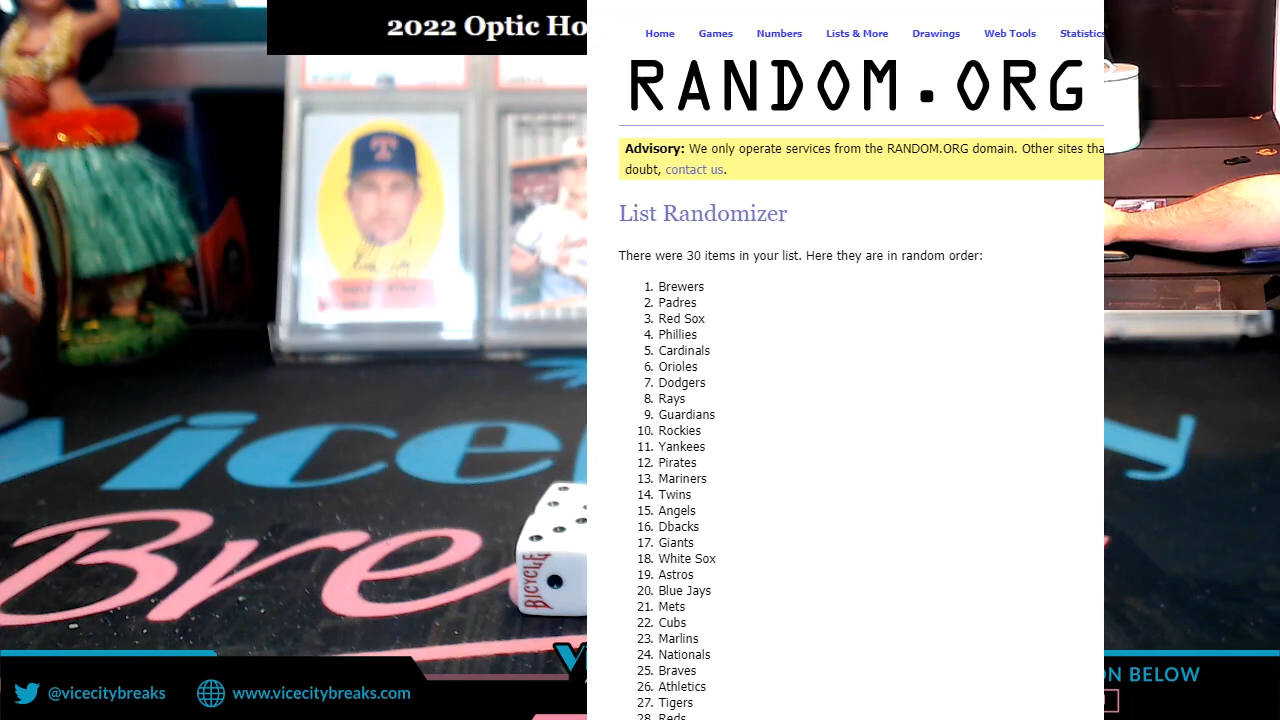 2022 Optic Ho
Home Games Numbers Lists & More Drawings Web Tools Statistics
RANDOM.ORG
Advisory: We only operate services from the RANDOM.ORG domain. Other sites tha
doubt, contact us.
List Randomizer
There were 30 items in your list. Here they are in random order:
1. Brewers
2. Padres
3. Red Sox
4. Phillies
5. Cardinals
6. Orioles
7. Dodgers
8. Rays
9. Guardians
10. Rockies
11. Yankees
12. Pirates
13. Mariners
14. Twins
15. Angels
16. Dbacks
17. Giants
18. White Sox
19. Astros
20. Blue Jays
21. Mets
22. Cubs
23. Marlins
24. Nationals
25. Braves
26. Athletics
27. Tigers
28. Reds
T
Vice
y
Bre
BICYCLE
V
ON BELOW
@vicecitybreaks
www.vicecitybreaks.com